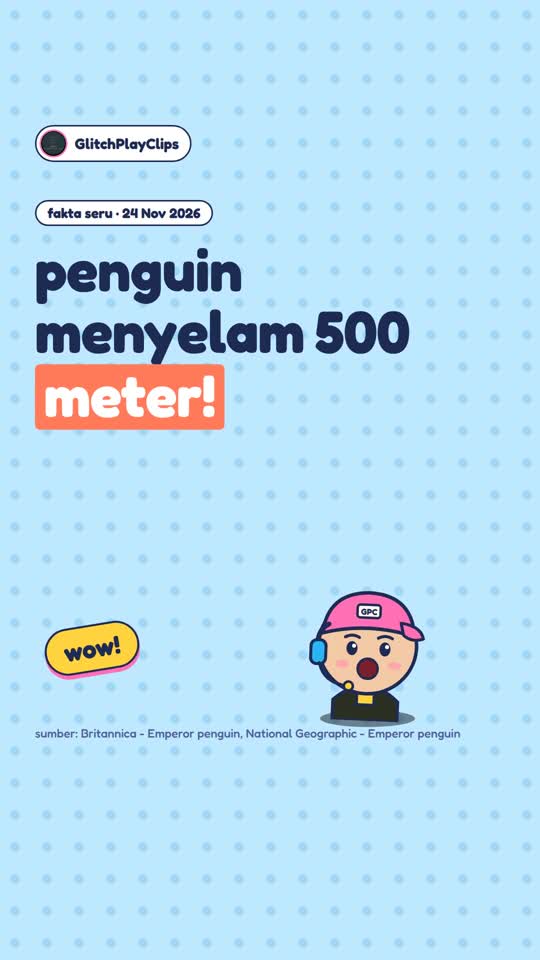 GlitchPlayClips
fakta seru · 24 Nov 2026
penguin
menyelam 500
meter!
GPC
wow!
sumber: Britannica - Emperor penguin, National Geographic - Emperor penguin